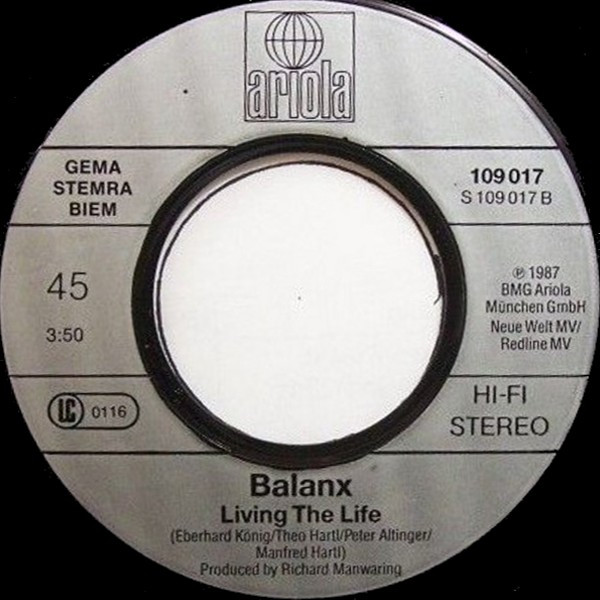 ariola
GEMA
STEMRA
BIEM
109 017
S 109 017 B
45
3:50
℗ 1987
BMG Ariola
München GmbH
Neue Welt MV/
Redline MV
LC 0116
HI-FI
STEREO
Balanx
Living The Life
(Eberhard König/Theo Hartl/Peter Altinger/
Manfred Hartl)
Produced by Richard Manwaring